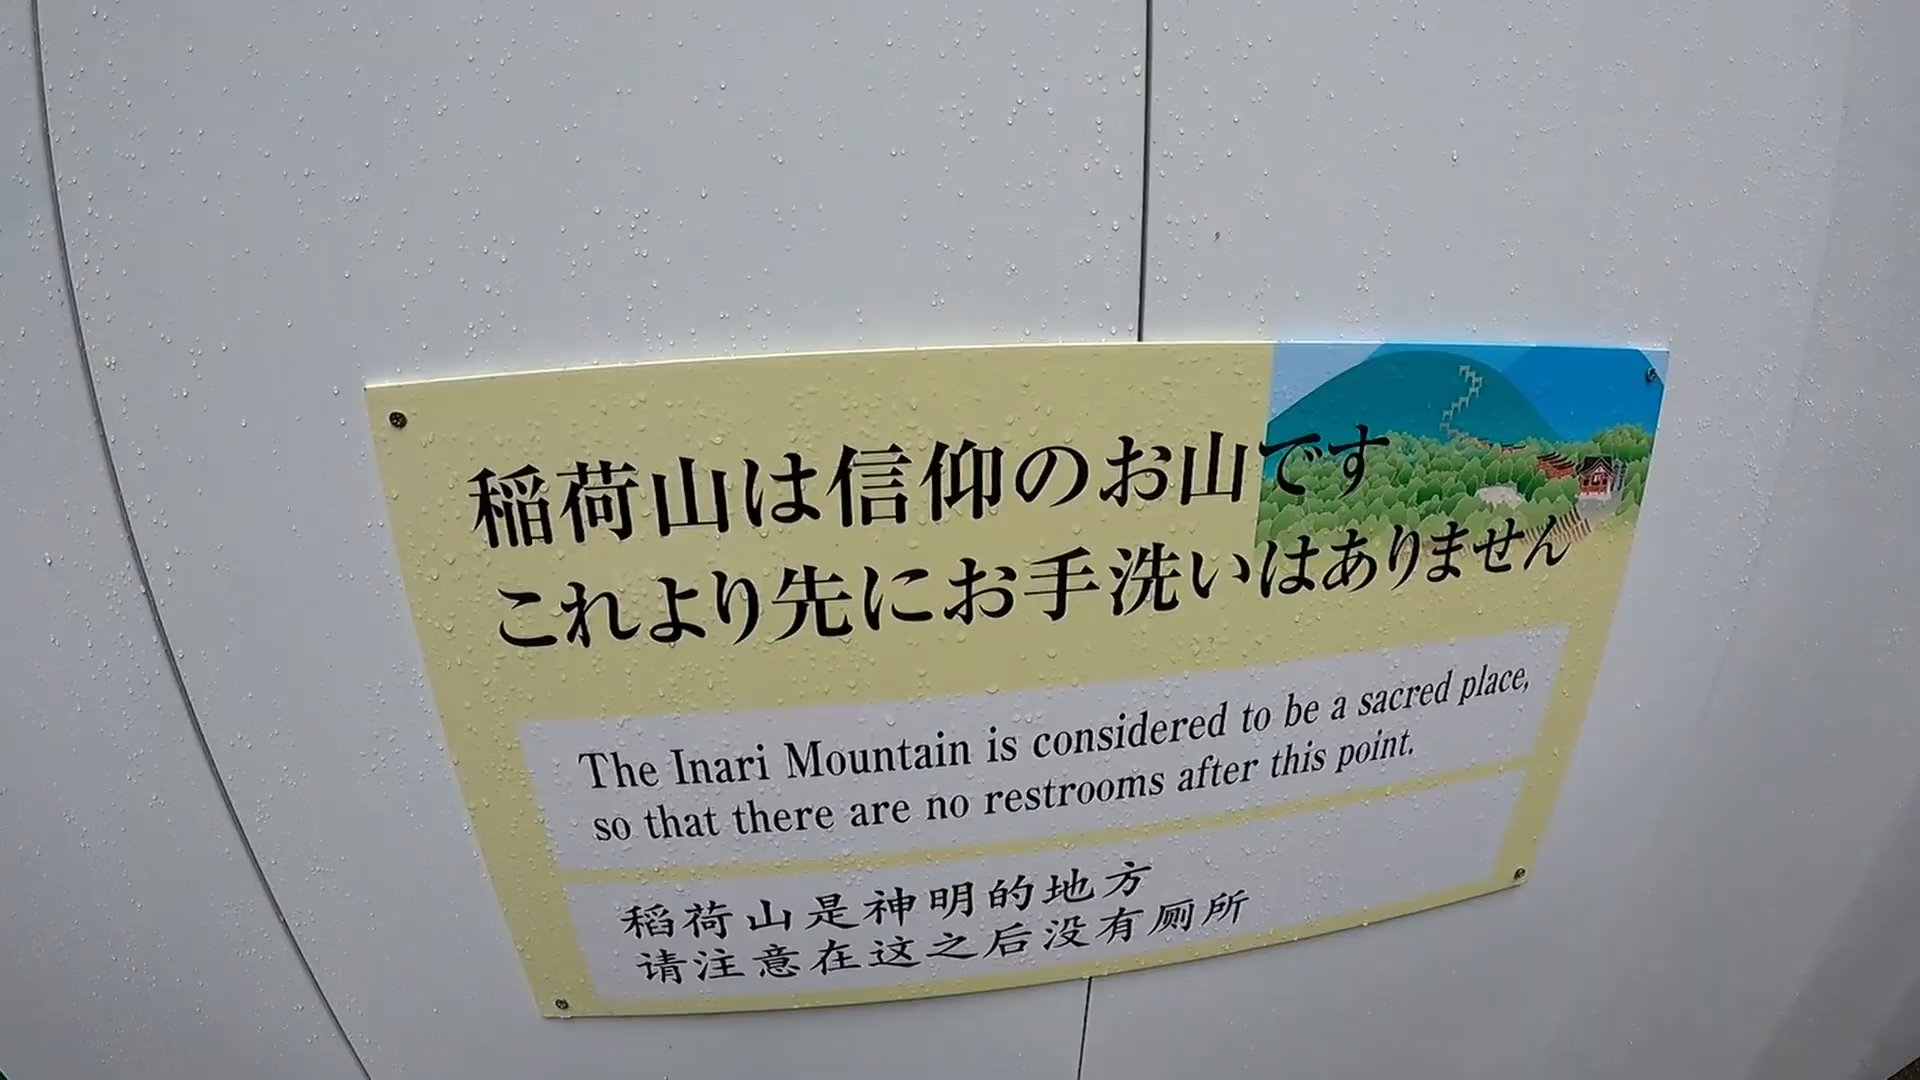 稲荷山は信仰のお山です
これより先にお手洗いはありません
The Inari Mountain is considered to be a sacred place,
so that there are no restrooms after this point.
稻荷山是神明的地方
请注意在这之后没有厕所